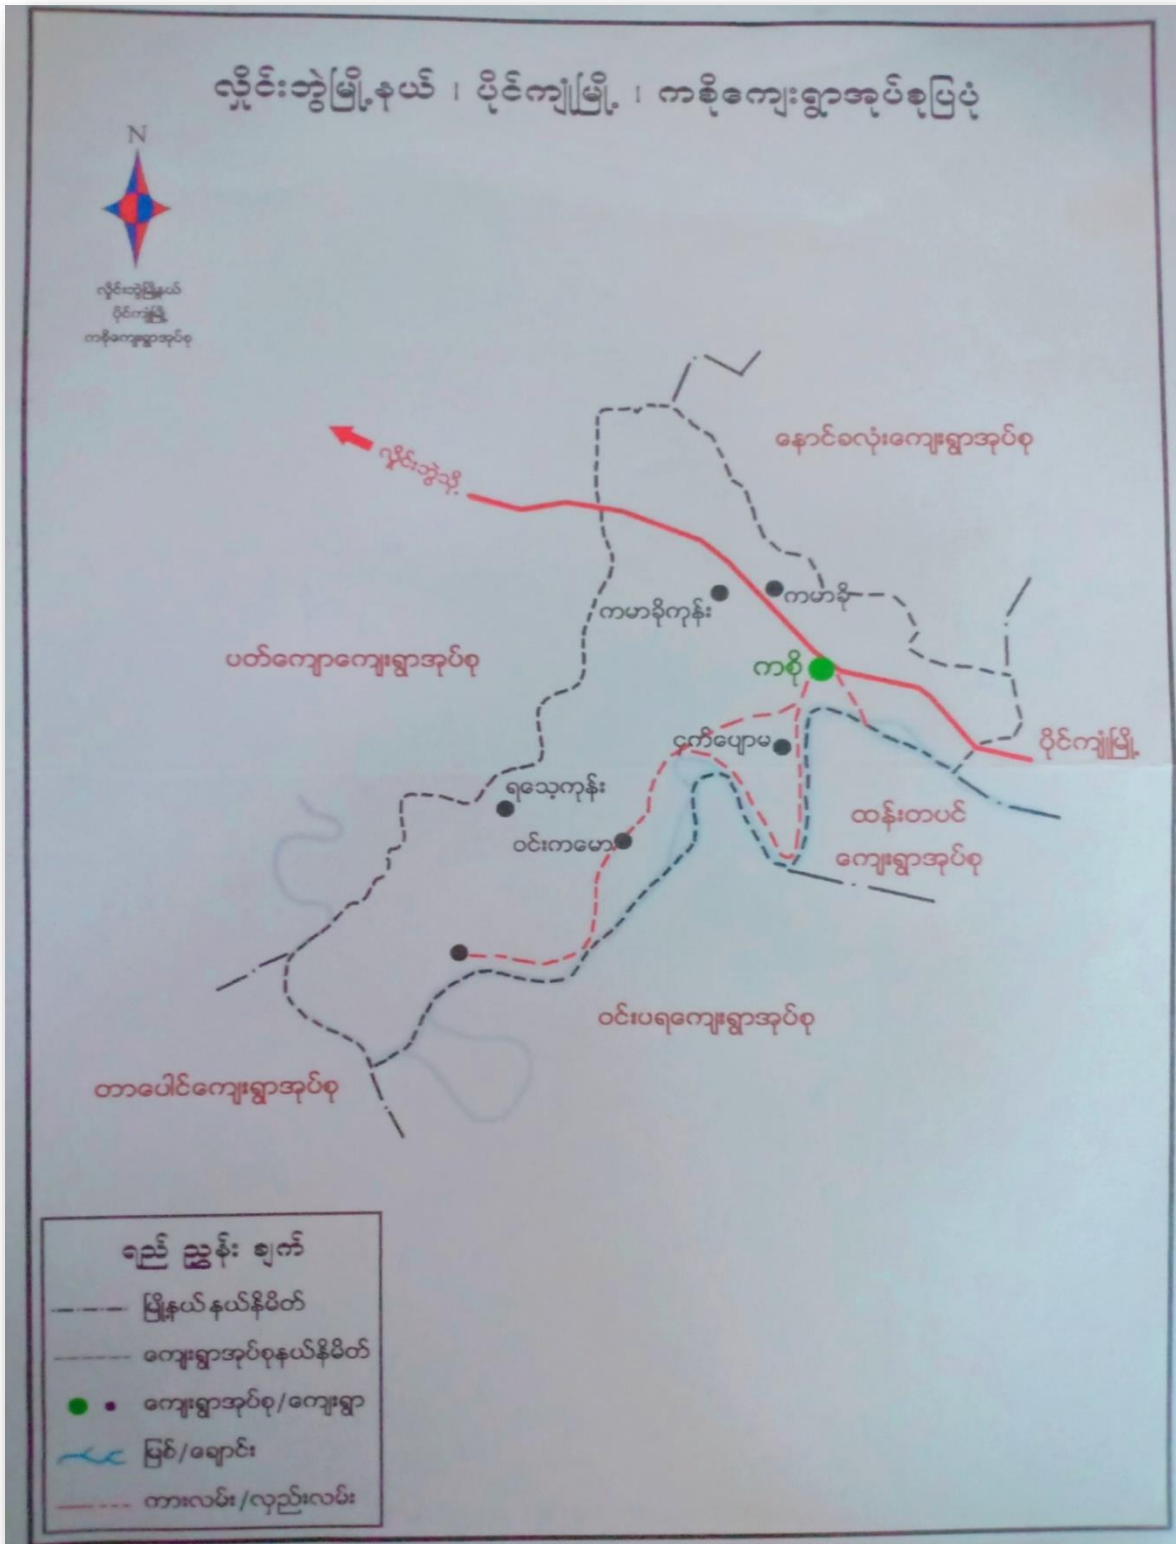 လှိုင်းဘွဲမြို့နယ် ၊ ပိုင်ကျုံမြို့ ၊ ကစိုကျေးရွာအုပ်စုပြပုံ
N
လှိုင်းဘွဲမြို့နယ်
ပိုင်ကျုံမြို့
ကစိုကျေးရွာအုပ်စု
နောင်ခလုံးကျေးရွာအုပ်စု
လှိုင်းဘွဲသို့
ကမာခိုကုန်း
ကမာခို
ပတ်ကျောကျေးရွာအုပ်စု
ကစို
ငှက်ပျောမ
ပိုင်ကျုံမြို့
ရသေ့ကုန်း
ဝင်းကမော
ထန်းတပင်
ကျေးရွာအုပ်စု
ဝင်းပရကျေးရွာအုပ်စု
တာပေါင်ကျေးရွာအုပ်စု
ရည် ညွှန်း ချက်
မြို့နယ်နယ်နိမိတ်
ကျေးရွာအုပ်စုနယ်နိမိတ်
ကျေးရွာအုပ်စု/ကျေးရွာ
မြစ်/ချောင်း
ကားလမ်း/လှည်းလမ်း